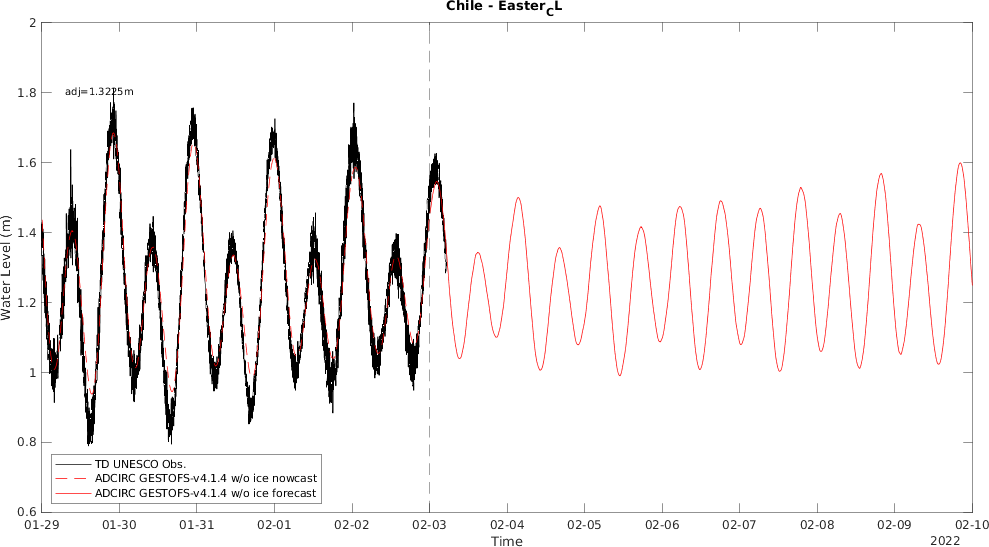 Chile - Easter_CL
2
1.8
1.6
1.4
1.2
1
0.8
0.6
Water Level (m)
adj=1.3225m
TD UNESCO Obs.
ADCIRC GESTOFS-v4.1.4 w/o ice nowcast
ADCIRC GESTOFS-v4.1.4 w/o ice forecast
01-29 01-30 01-31 02-01 02-02 02-03 02-04 02-05 02-06 02-07 02-08 02-09 02-10
Time
2022